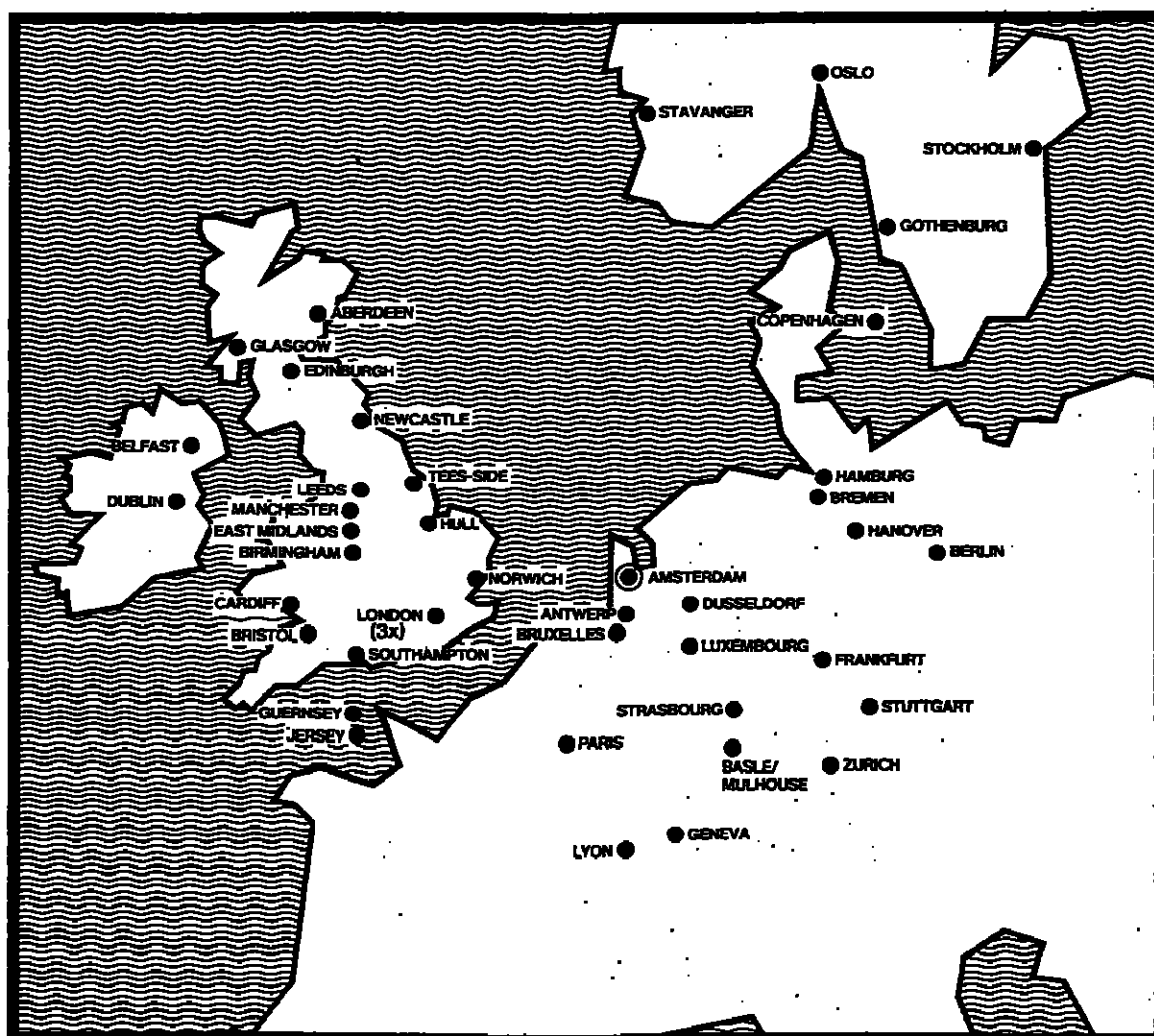 OSLO
STAVANGER
STOCKHOLM
GOTHENBURG
ABERDEEN
COPENHAGEN
GLASGOW
EDINBURGH
NEWCASTLE
BELFAST
TEES-SIDE
HAMBURG
LEEDS
BREMEN
DUBLIN
MANCHESTER
HULL
EAST MIDLANDS
HANOVER
BIRMINGHAM
BERLIN
NORWICH
AMSTERDAM
CARDIFF
DUSSELDORF
LONDON
(3x)
ANTWERP
BRISTOL
BRUXELLES
LUXEMBOURG
SOUTHAMPTON
FRANKFURT
GUERNSEY
STRASBOURG
STUTTGART
JERSEY
PARIS
BASLE/
MULHOUSE
ZURICH
GENEVA
LYON